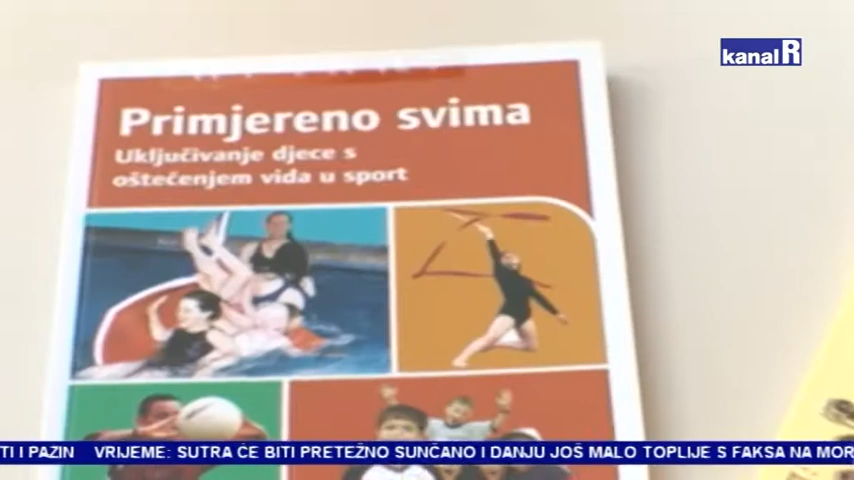 kanal R
Primjereno svima
Uključivanje djece s
oštećenjem vida u sport
TI I PAZIN VRIJEME: SUTRA ĆE BITI PRETEŽNO SUNČANO I DANJU JOŠ MALO TOPLIJE S FAKSA NA MOR